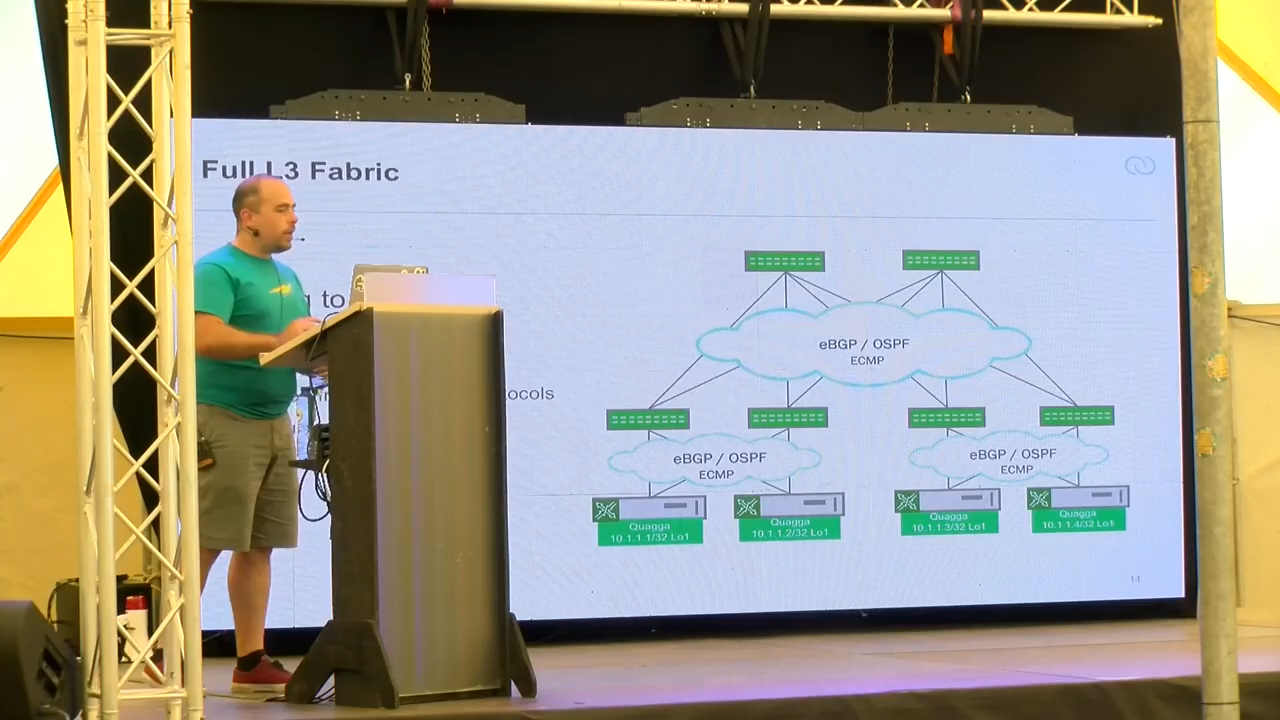 Full L3 Fabric
to
ocols
eBGP / OSPF
ECMP
eBGP / OSPF
ECMP
eBGP / OSPF
ECMP
Quagga
10.1.1.1/32 Lo1
Quagga
10.1.1.2/32 Lo1
Quagga
10.1.1.3/32 Lo1
Quagga
10.1.1.4/32 Lo1
14